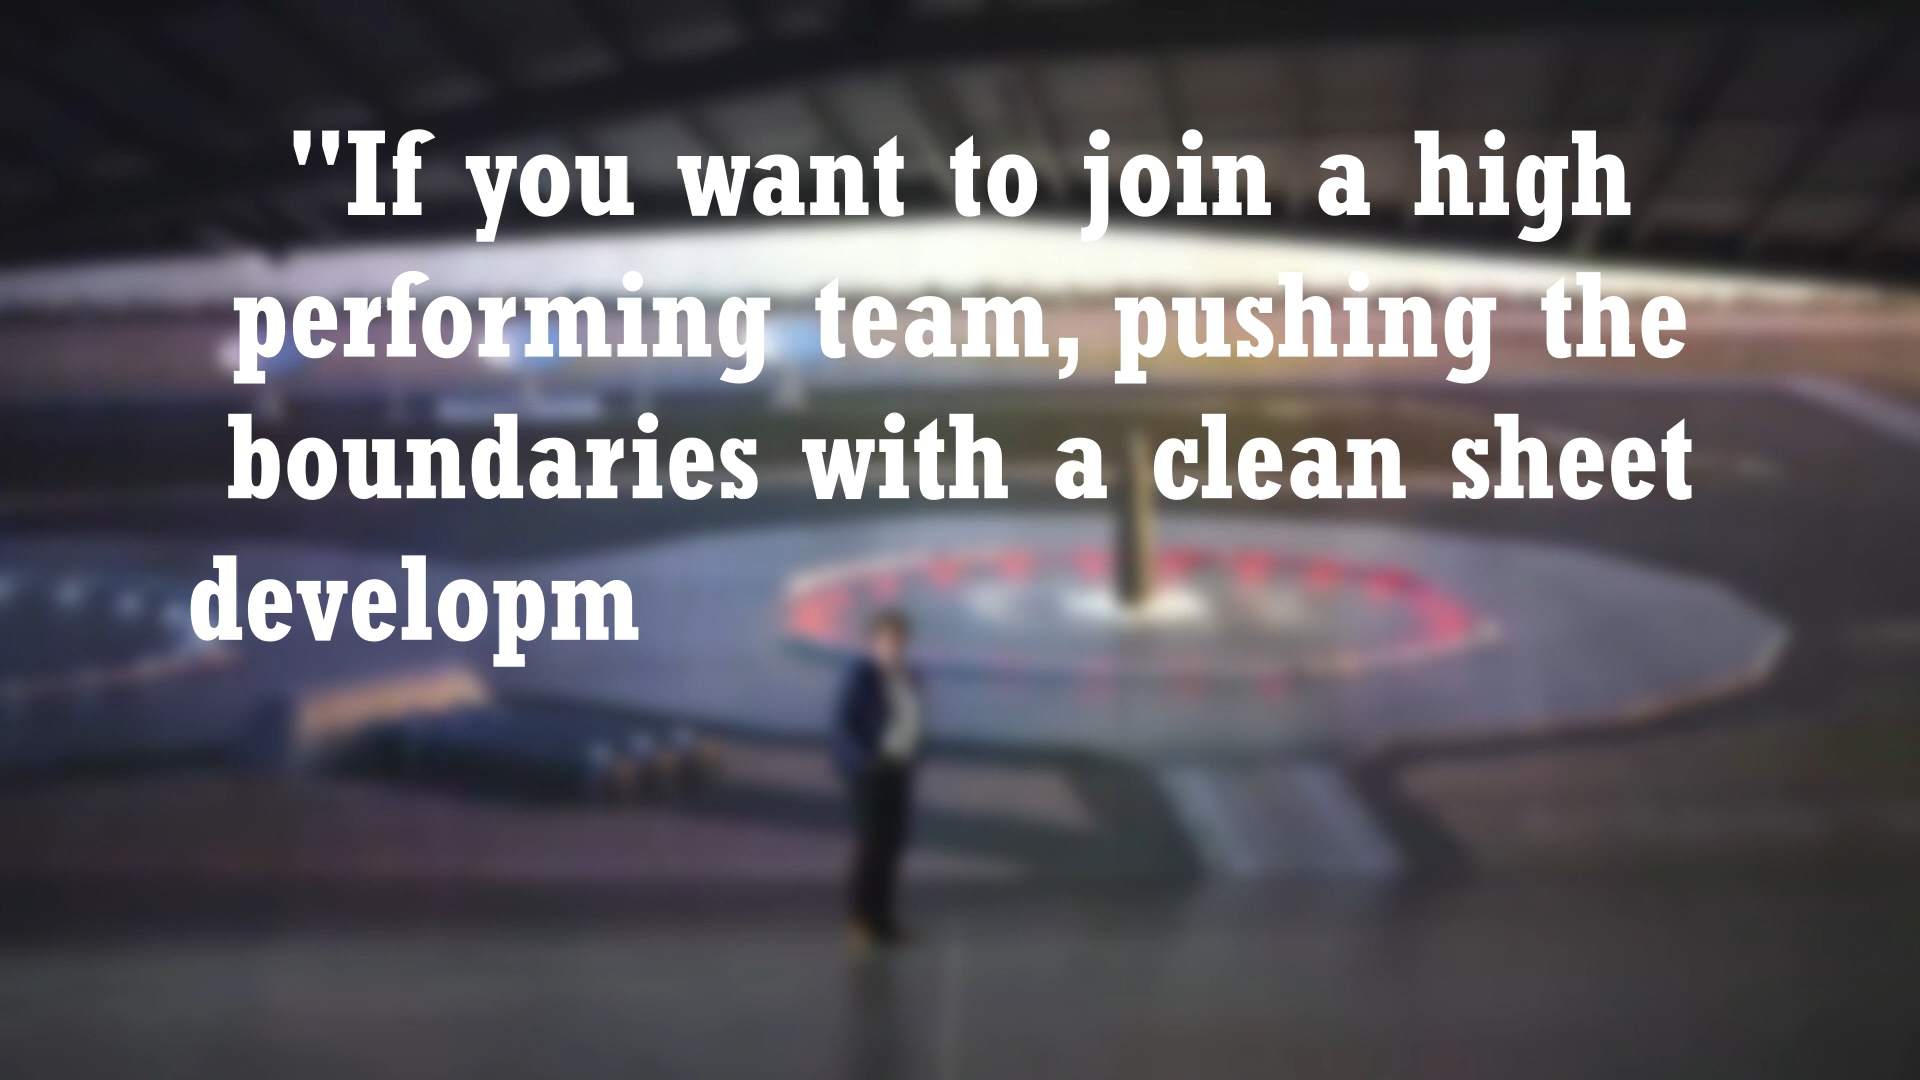 "If you want to join a high
performing team, pushing the
boundaries with a clean sheet
developm